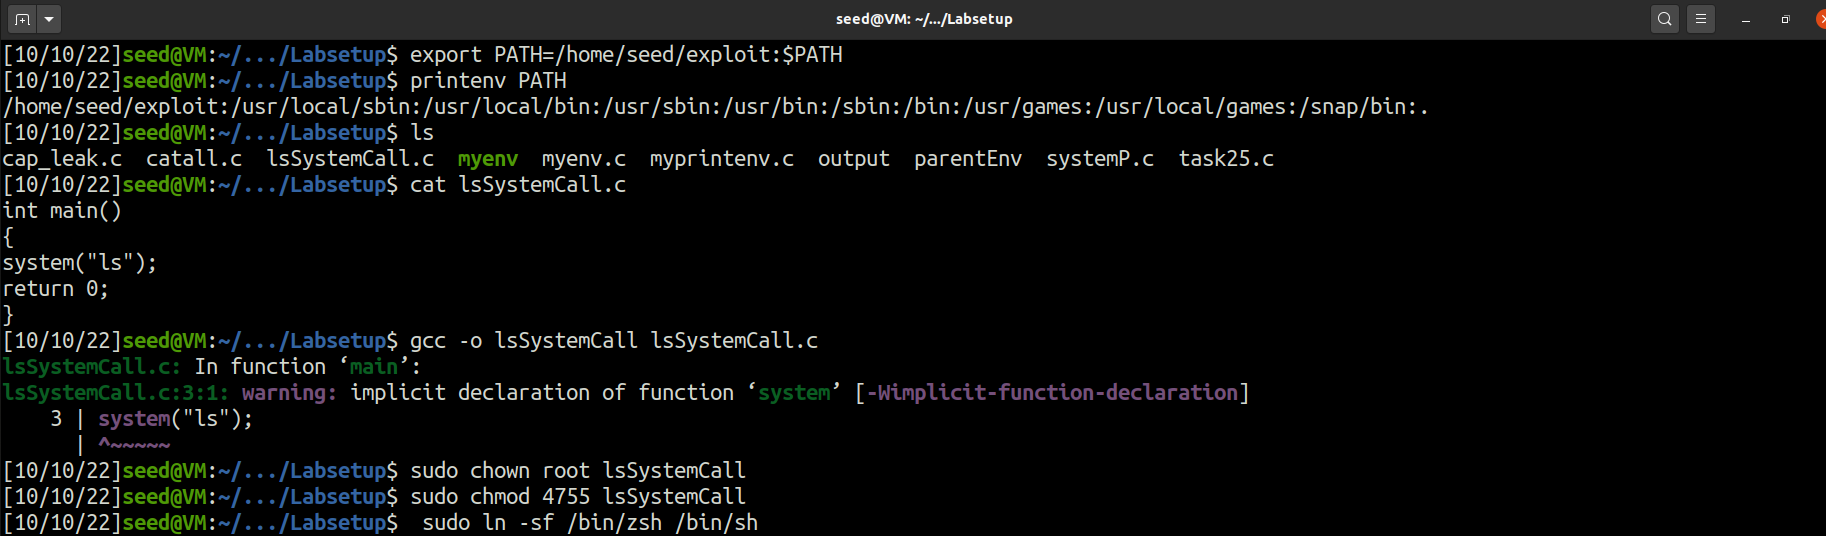 seed@VM: ~/.../Labsetup
[10/10/22]seed@VM:~/.../Labsetup$ export PATH=/home/seed/exploit:$PATH
[10/10/22]seed@VM:~/.../Labsetup$ printenv PATH
/home/seed/exploit:/usr/local/sbin:/usr/local/bin:/usr/sbin:/usr/bin:/sbin:/bin:/usr/games:/usr/local/games:/snap/bin:.
[10/10/22]seed@VM:~/.../Labsetup$ ls
cap_leak.c  catall.c  lsSystemCall.c  myenv  myenv.c  myprintenv.c  output  parentEnv  systemP.c  task25.c
[10/10/22]seed@VM:~/.../Labsetup$ cat lsSystemCall.c
int main()
{
system("ls");
return 0;
}
[10/10/22]seed@VM:~/.../Labsetup$ gcc -o lsSystemCall lsSystemCall.c
lsSystemCall.c: In function ‘main’:
lsSystemCall.c:3:1: warning: implicit declaration of function ‘system’ [-Wimplicit-function-declaration]
    3 | system("ls");
      | ^~~~~~
[10/10/22]seed@VM:~/.../Labsetup$ sudo chown root lsSystemCall
[10/10/22]seed@VM:~/.../Labsetup$ sudo chmod 4755 lsSystemCall
[10/10/22]seed@VM:~/.../Labsetup$  sudo ln -sf /bin/zsh /bin/sh